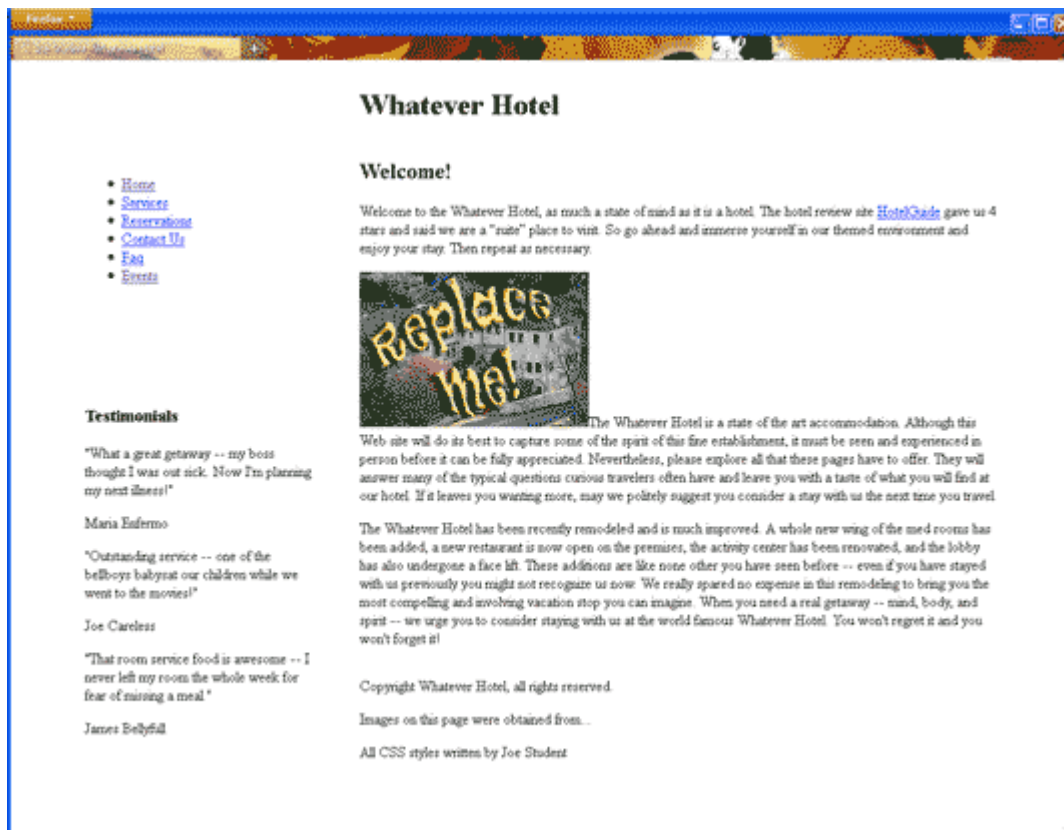 Firefox
Whatever Hotel
Welcome!
Home
Services
Reservations
Contact Us
Faq
Events
Welcome to the Whatever Hotel, as much a state of mind as it is a hotel. The hotel review site HotelGuide gave us 4
stars and said we are a "suite" place to visit. So go ahead and immerse yourself in our themed environment and
enjoy your stay. Then repeat as necessary.
Replace
Me!
Testimonials
"What a great getaway -- my boss
thought I was out sick. Now I'm planning
my next illness!"
Maria Enfermo
"Outstanding service -- one of the
bellboys babysat our children while we
went to the movies!"
Joe Careless
"That room service food is awesome -- I
never left my room the whole week for
fear of missing a meal."
James Bellyfull
The Whatever Hotel is a state of the art accommodation. Although this
Web site will do its best to capture some of the spirit of this fine establishment, it must be seen and experienced in
person before it can be fully appreciated. Nevertheless, please explore all that these pages have to offer. They will
answer many of the typical questions curious travelers often have and leave you with a taste of what you will find at
our hotel. If it leaves you wanting more, may we politely suggest you consider a stay with us the next time you travel.
The Whatever Hotel has been recently remodeled and is much improved. A whole new wing of the med rooms has
been added, a new restaurant is now open on the premises, the activity center has been renovated, and the lobby
has also undergone a face lift. These additions are like none other you have seen before -- even if you have stayed
with us previously you might not recognize us now. We really spared no expense in this remodeling to bring you the
most compelling and involving vacation stop you can imagine. When you need a real getaway -- mind, body, and
spirit -- we urge you to consider staying with us at the world famous Whatever Hotel. You won't regret it and you
won't forget it!
Copyright Whatever Hotel, all rights reserved.
Images on this page were obtained from...
All CSS styles written by Joe Student